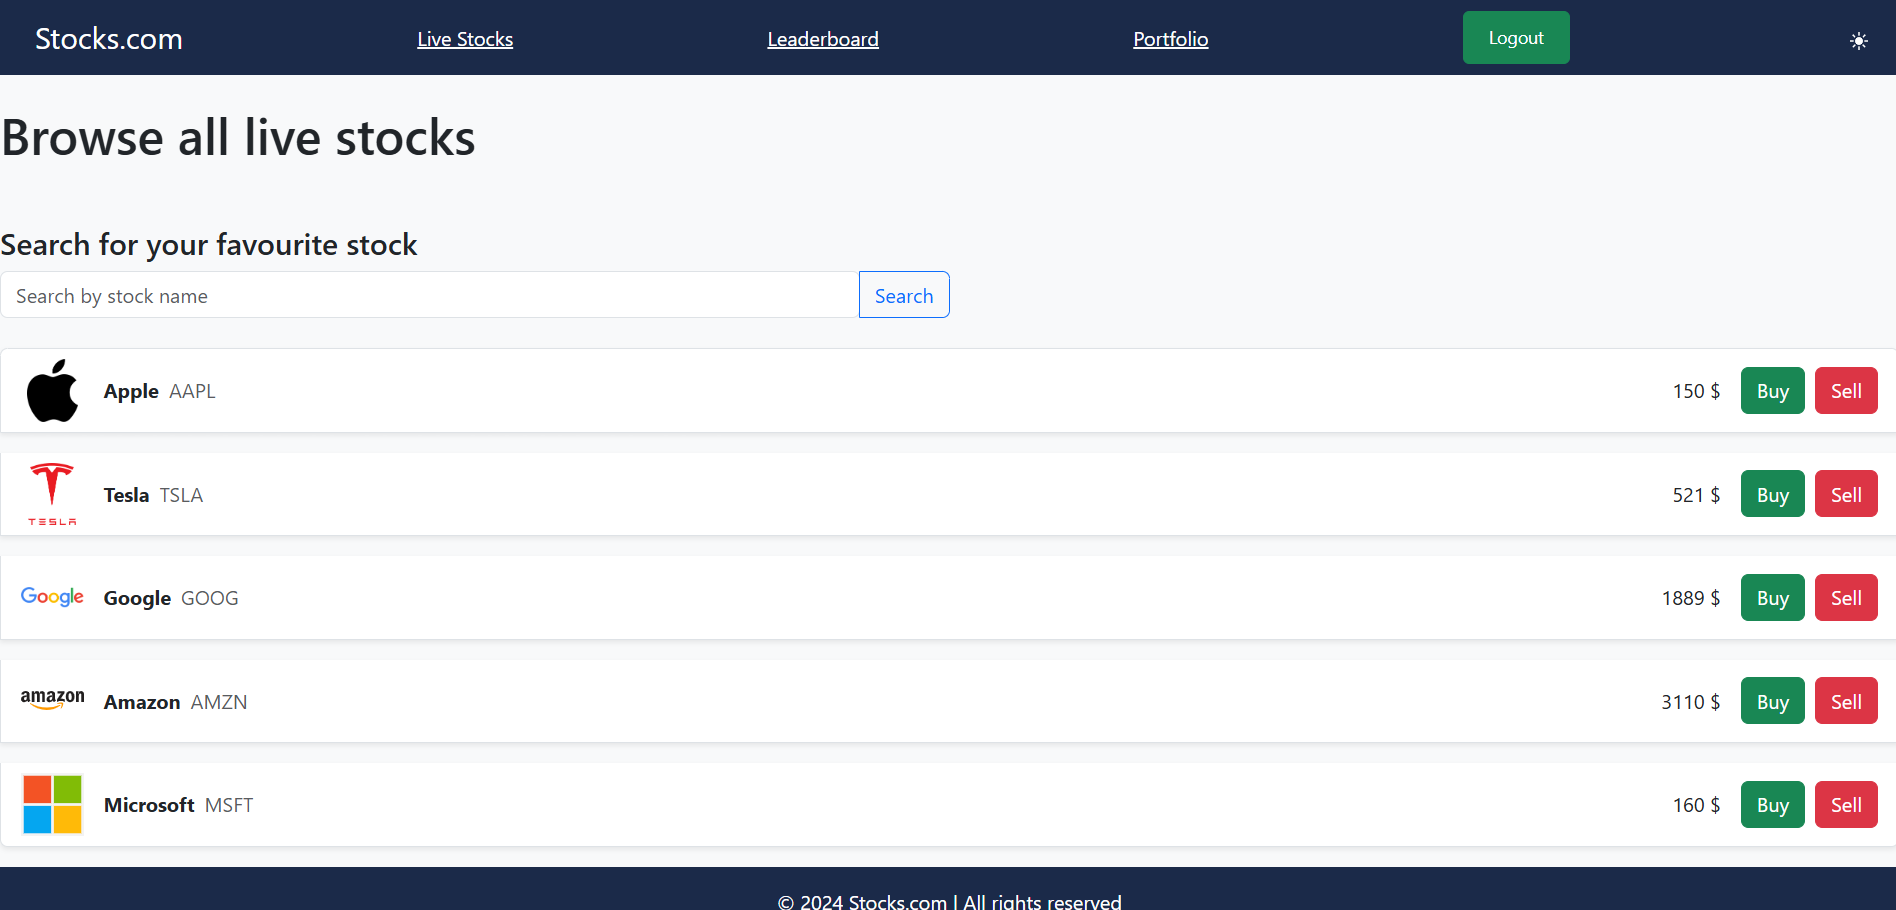 Stocks.com Live Stocks Leaderboard Portfolio Logout
Browse all live stocks
Search for your favourite stock
Search by stock name Search
Apple AAPL 150 $ Buy Sell
TESLA
Tesla TSLA 521 $ Buy Sell
Google Google GOOG 1889 $ Buy Sell
amazon Amazon AMZN 3110 $ Buy Sell
Microsoft MSFT 160 $ Buy Sell
© 2024 Stocks.com | All rights reserved